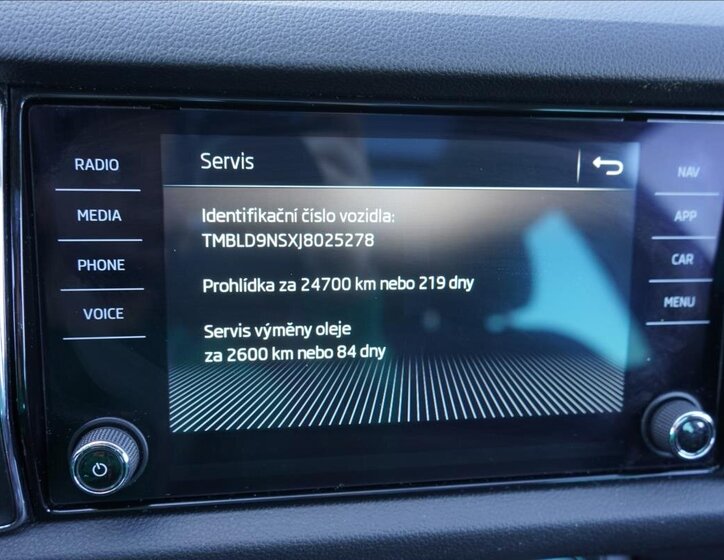 RADIO
MEDIA
PHONE
VOICE
Servis
Identifikační číslo vozidla:
TMBLD9NSXJ8025278
Prohlídka za 24700 km nebo 219 dny
Servis výměny oleje
za 2600 km nebo 84 dny
NAV
APP
CAR
MENU